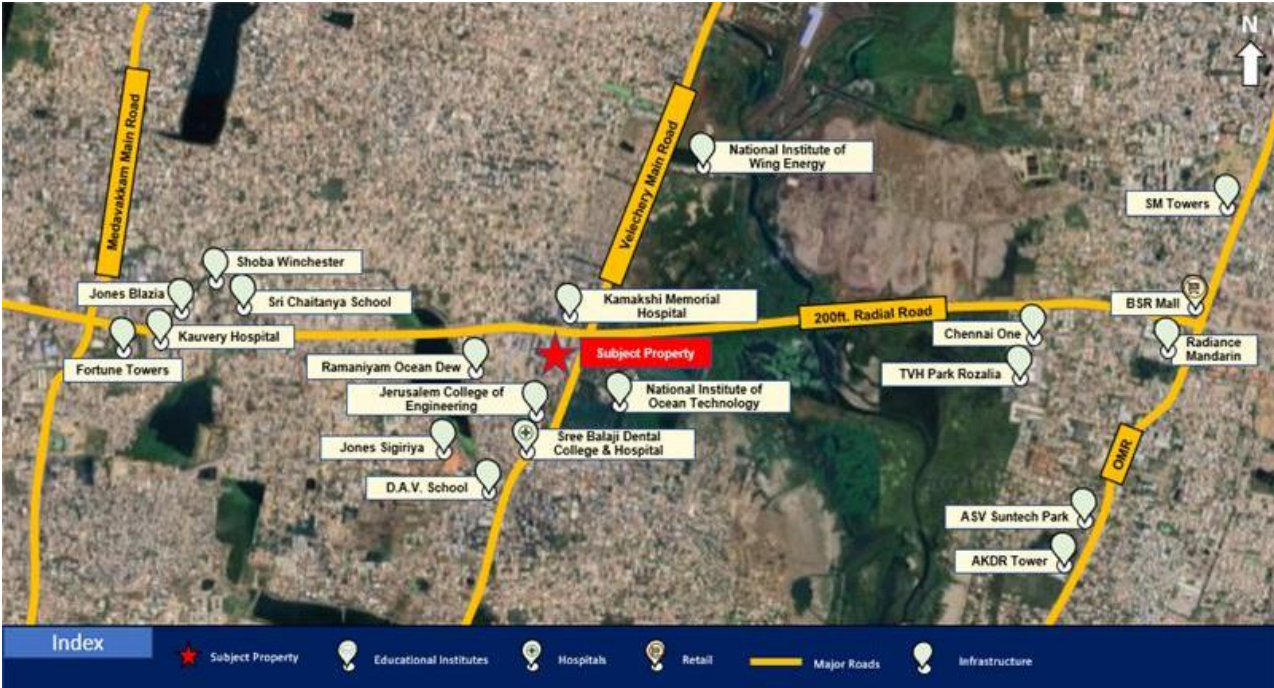 N
Medavakkam Main Road
Velechery Main Road
National Institute of
Wing Energy
SM Towers
Shoba Winchester
Jones Blazia
Sri Chaitanya School
Kamakshi Memorial
Hospital
200ft. Radial Road
BSR Mall
Kauvery Hospital
Chennai One
Radiance
Mandarin
Fortune Towers
Ramaniyam Ocean Dew
Subject Property
TVH Park Rozalia
Jerusalem College of
Engineering
National Institute of
Ocean Technology
Jones Sigiriya
Sree Balaji Dental
College & Hospital
OMR
D.A.V. School
ASV Suntech Park
AKDR Tower
Index
Subject Property
Educational Institutes
Hospitals
Retail
Major Roads
Infrastructure